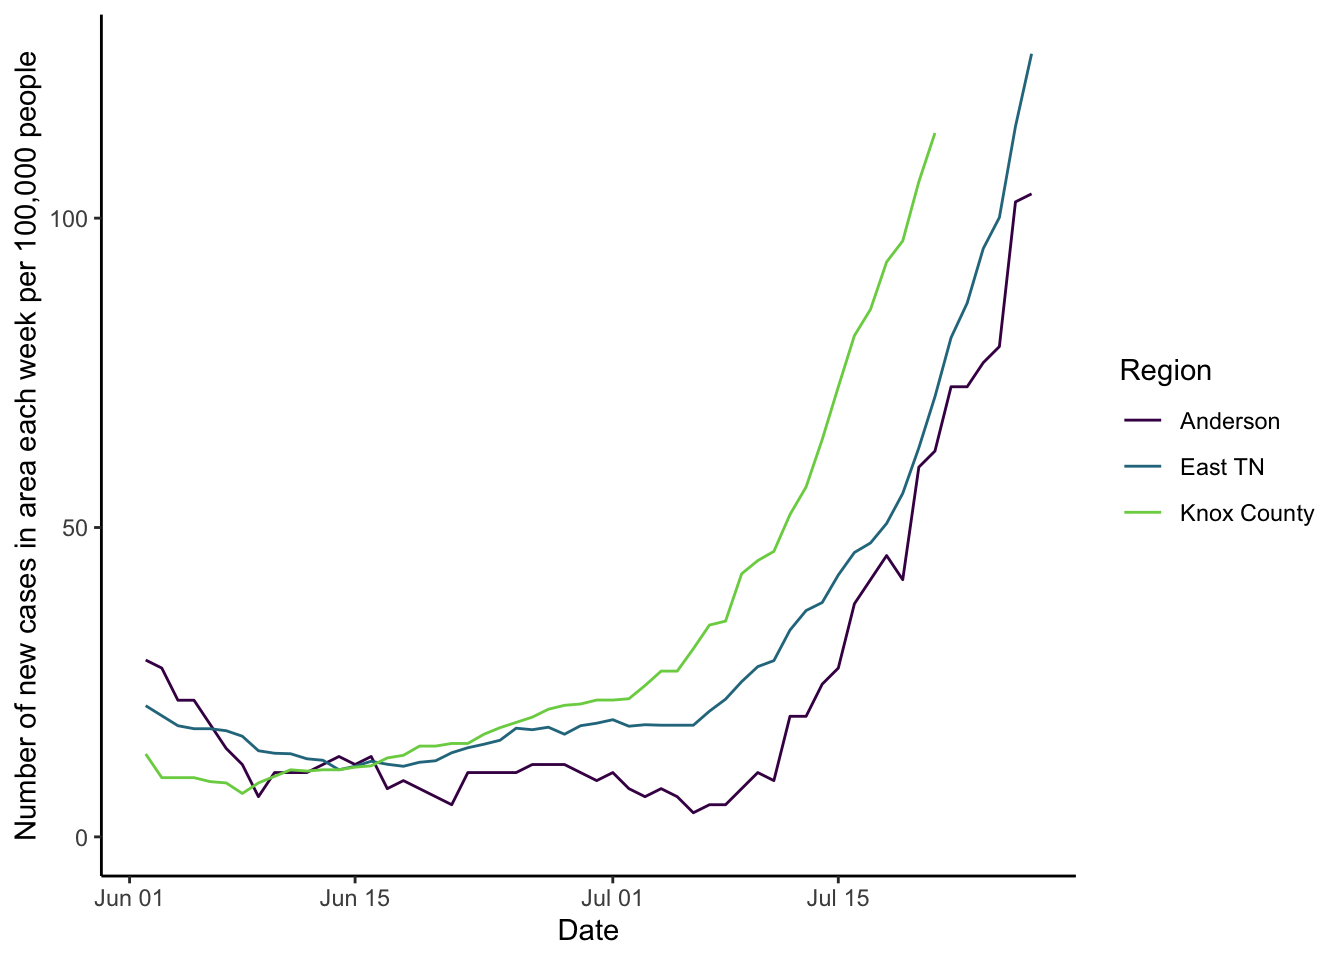 Number of new cases in area each week per 100,000 people
100
50
0
Jun 01
Jun 15
Jul 01
Jul 15
Date
Region
Anderson
East TN
Knox County